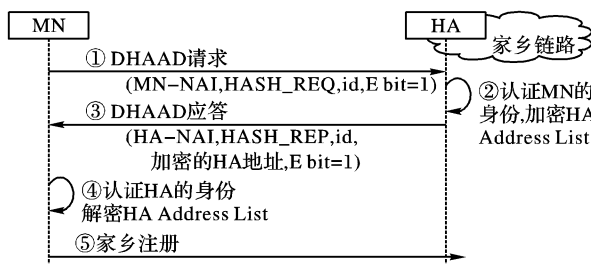 MN
HA
家乡链路
① DHAAD请求
(MN-NAI,HASH_REQ,id,E bit=1)
②认证MN的
身份,加密HA
Address List
③ DHAAD应答
(HA-NAI,HASH_REP,id,
加密的HA地址,E bit=1)
④认证HA的身份
解密HA Address List
⑤家乡注册